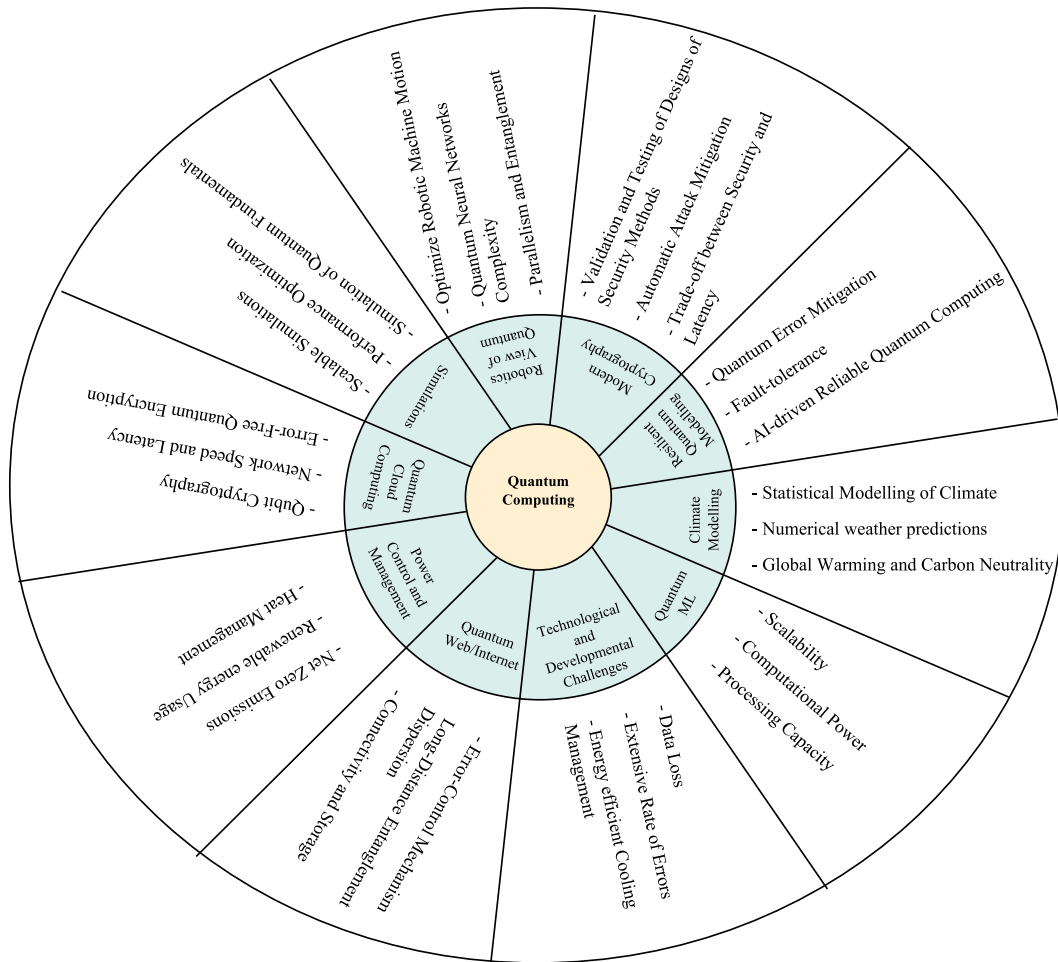 Quantum
Computing
Quantum
View of
Robotics
- Optimize Robotic Machine Motion
- Quantum Neural Networks
Complexity
- Parallelism and Entanglement
Modern
Cryptography
- Validation and Testing of Designs of
Security Methods
- Automatic Attack Mitigation
- Trade-off between Security and
Latency
Resilient
Quantum
Modelling
- Quantum Error Mitigation
- Fault-tolerance
- AI-driven Reliable Quantum Computing
Climate
Modelling
- Statistical Modelling of Climate
- Numerical weather predictions
- Global Warming and Carbon Neutrality
Quantum
ML
- Scalability
- Computational Power
- Processing Capacity
Technological
and
Developmental
Challenges
- Data Loss
- Extensive Rate of Errors
- Energy efficient Cooling
Management
Quantum
Web/Internet
- Error-Control Mechanism
Long-Distance Entanglement
Dispersion
- Connectivity and Storage
Power
Control and
Management
- Net Zero Emissions
- Renewable energy Usage
- Heat Management
Quantum
Cloud
Computing
- Error-Free Quantum Encryption
- Network Speed and Latency
- Qubit Cryptography
Simulations
- Simulation of Quantum Fundamentals
- Performance Optimization
- Scalable Simulations